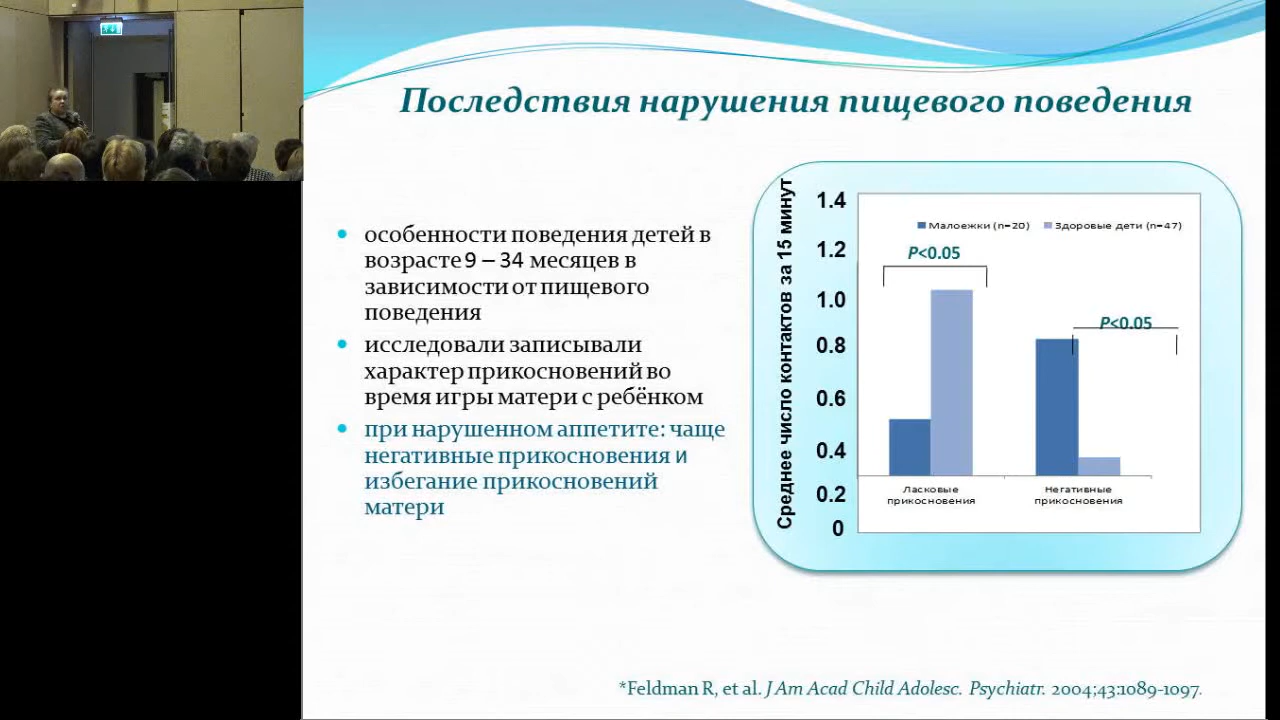 Последствия нарушения пищевого поведения
особенности поведения детей в
возрасте 9 – 34 месяцев в
зависимости от пищевого
поведения
исследовали записывали
характер прикосновений во
время игры матери с ребёнком
при нарушенном аппетите: чаще
негативные прикосновения и
избегание прикосновений
матери
Среднее число контактов за 15 минут
1.4
1.2
1.0
0.8
0.6
0.4
0.2
0
Малоежки (n=20) Здоровые дети (n=47)
P<0.05
P<0.05
Ласковые
прикосновения
Негативные
прикосновения
*Feldman R, et al. J Am Acad Child Adolesc. Psychiatr. 2004;43:1089-1097.